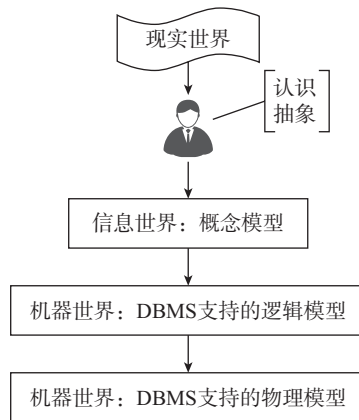 现实世界
认识
抽象
信息世界：概念模型
机器世界：DBMS支持的逻辑模型
机器世界：DBMS支持的物理模型